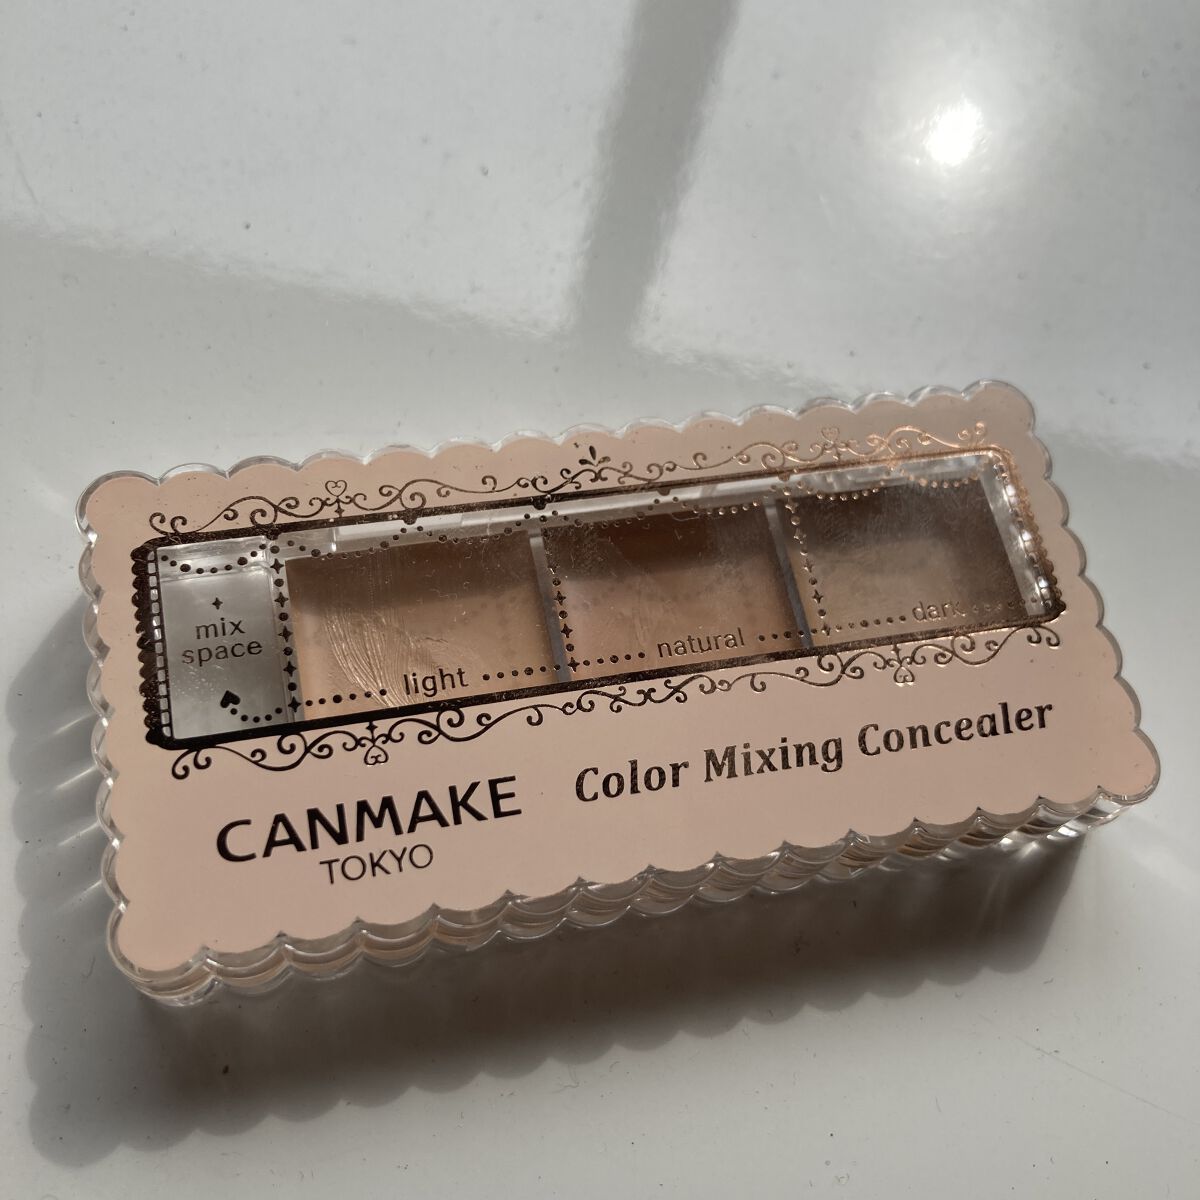 mix
space
light
natural
dark
CANMAKE
TOKYO
Color Mixing Concealer